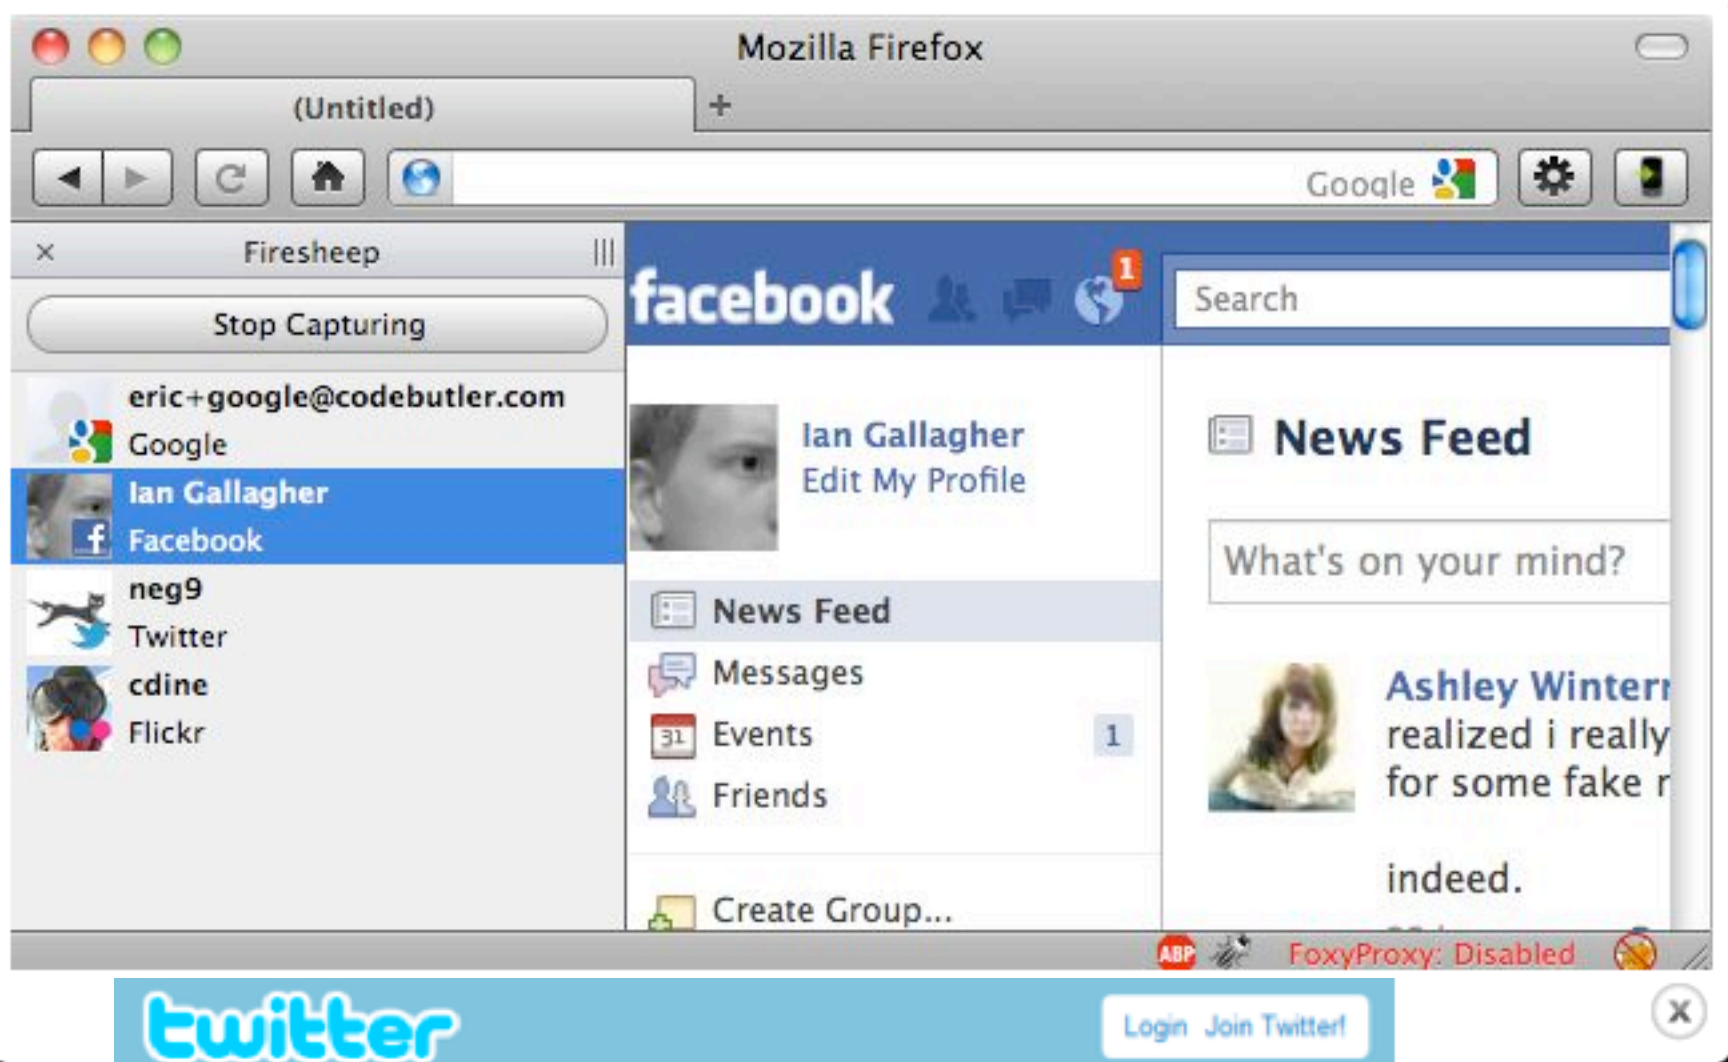 Mozilla Firefox
(Untitled)
+
Google
× Firesheep
Stop Capturing
eric+google@codebutler.com
Google
Ian Gallagher
f Facebook
neg9
Twitter
cdine
Flickr
facebook 1
Search
Ian Gallagher
Edit My Profile
News Feed
Messages
31 Events 1
Friends
Create Group...
News Feed
What's on your mind?
Ashley
realized i really
for some fake
indeed.
ABP FoxyProxy: Disabled
twitter
Login Join Twitter!
x